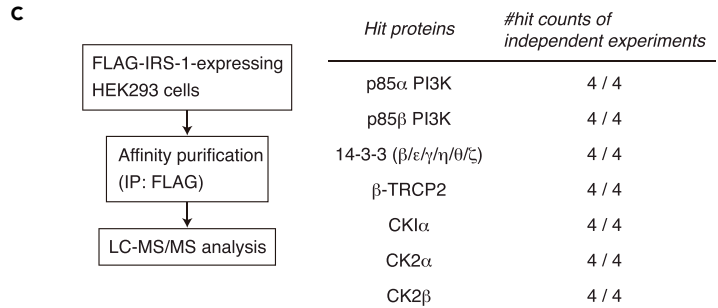 C
FLAG-IRS-1-expressing
HEK293 cells
Affinity purification
(IP: FLAG)
LC-MS/MS analysis
Hit proteins
#hit counts of
independent experiments
p85α PI3K 4 / 4
p85β PI3K 4 / 4
14-3-3 (β/ε/γ/η/θ/ζ) 4 / 4
β-TRCP2 4 / 4
CKIα 4 / 4
CK2α 4 / 4
CK2β 4 / 4